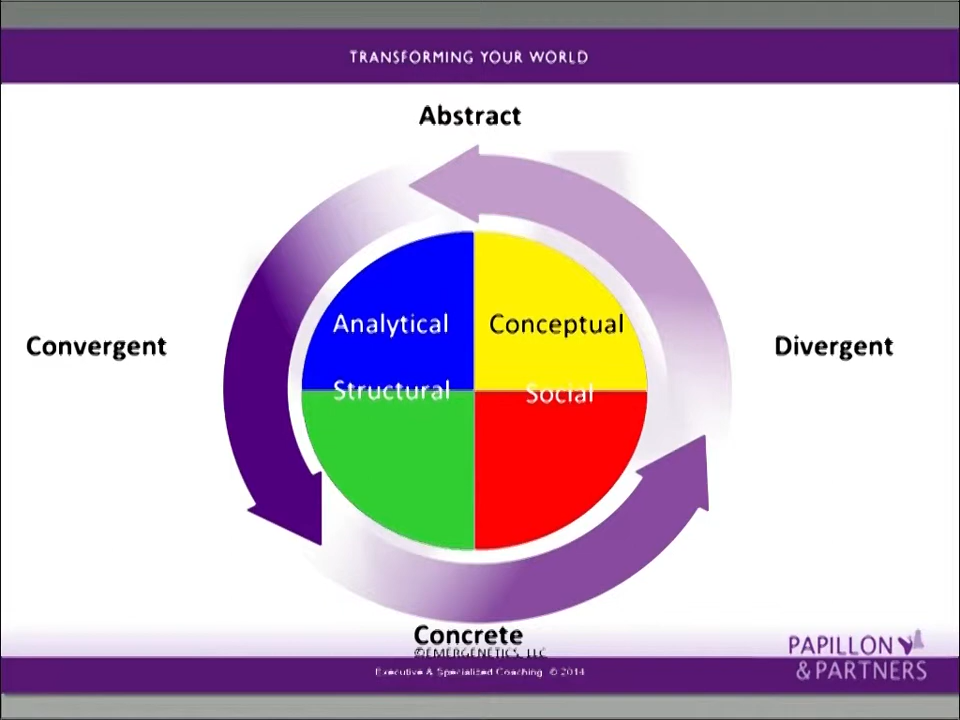 TRANSFORMING YOUR WORLD
Abstract
Analytical
Conceptual
Convergent
Divergent
Structural
Social
Concrete
©EMERGENETICS, LLC
PAPILLON
& PARTNERS
Executive & Specialized Coaching © 2014